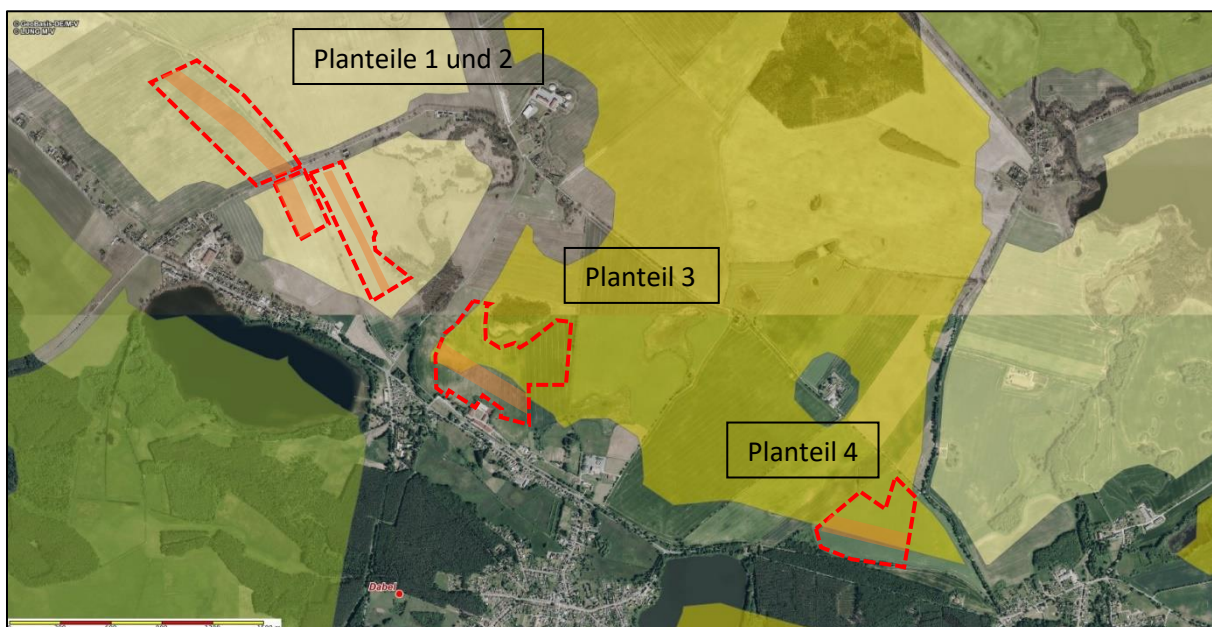 © GeoBasis-DE/M-V
© LUNG M-V
Planteile 1 und 2
Planteil 3
Planteil 4
Dabel